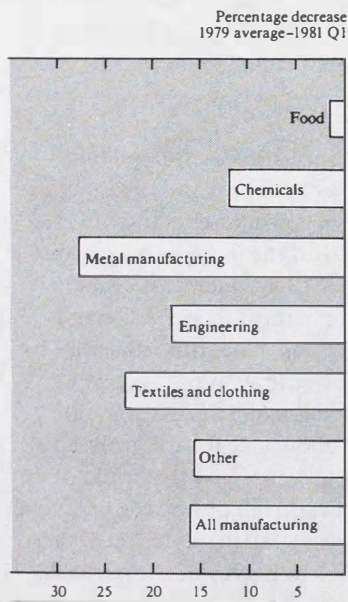 Percentage decrease
1979 average–1981 Q1
Food
Chemicals
Metal manufacturing
Engineering
Textiles and clothing
Other
All manufacturing
30 25 20 15 10 5